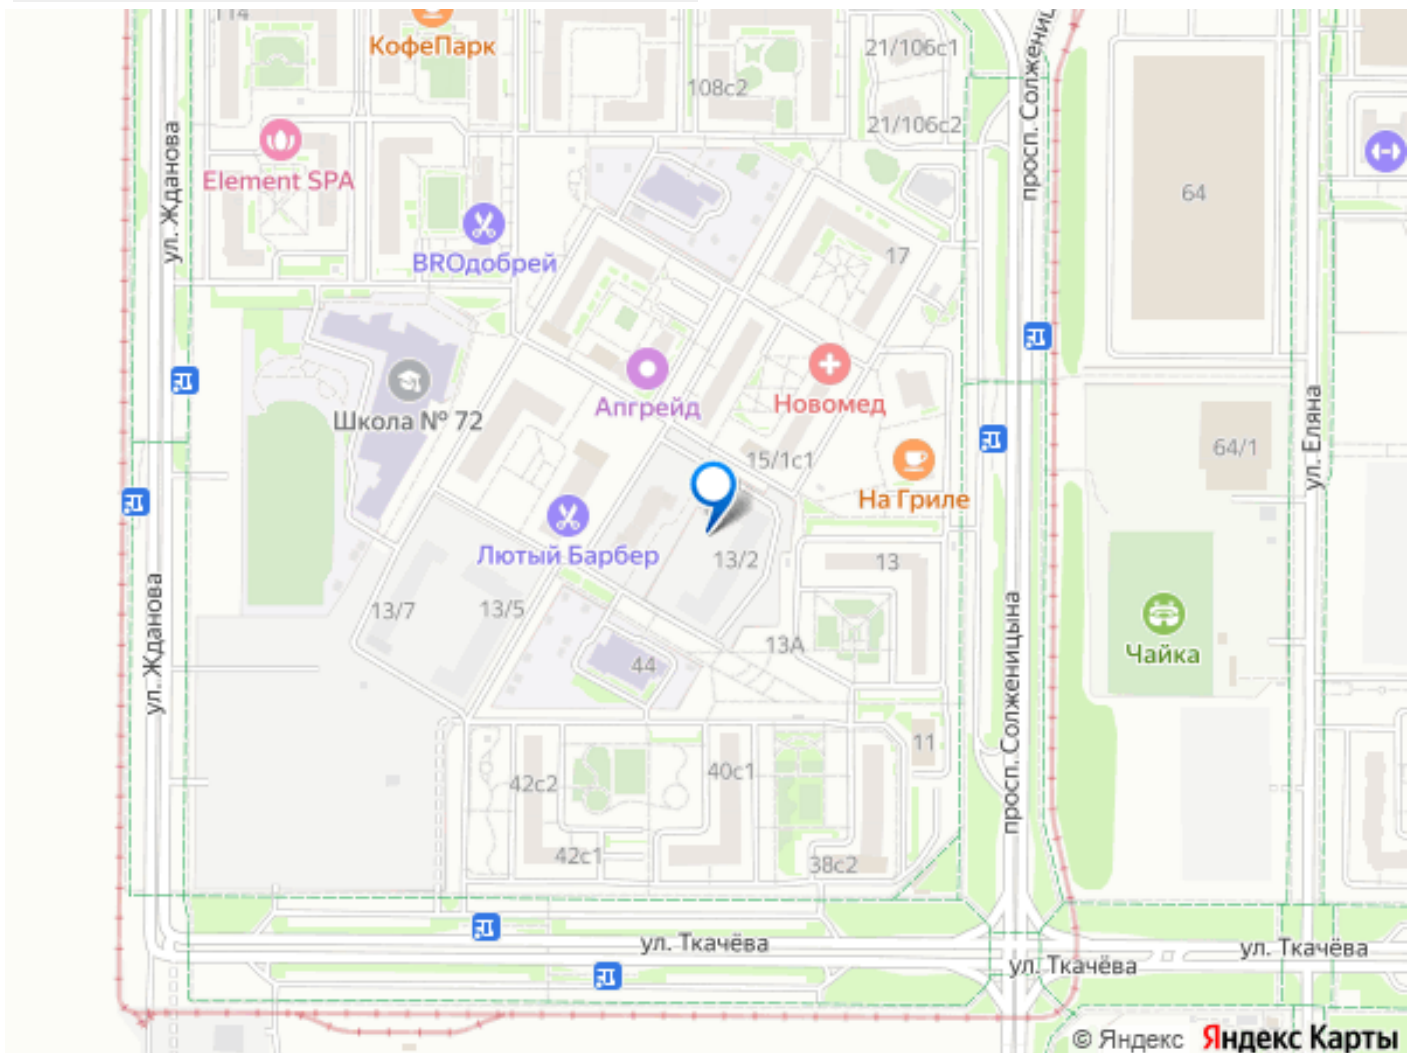 114
КофеПарк
21/106с1
108с2
21/106с2
просп. Солжениц
ул. Жданова
Element SPA
64
BROдобрей
17
Школа № 72
Апгрейд
Новомед
ул. Еляна
64/1
15/1с1
На Гриле
Лютый Барбер
13/2
13
13/7
13/5
ул. Жданова
13А
44
Чайка
просп. Солженицына
11
42с2
40с1
42с1
38с2
ул. Ткачёва
ул. Ткачёва
ул. Ткачёва
© Яндекс Яндекс Карты